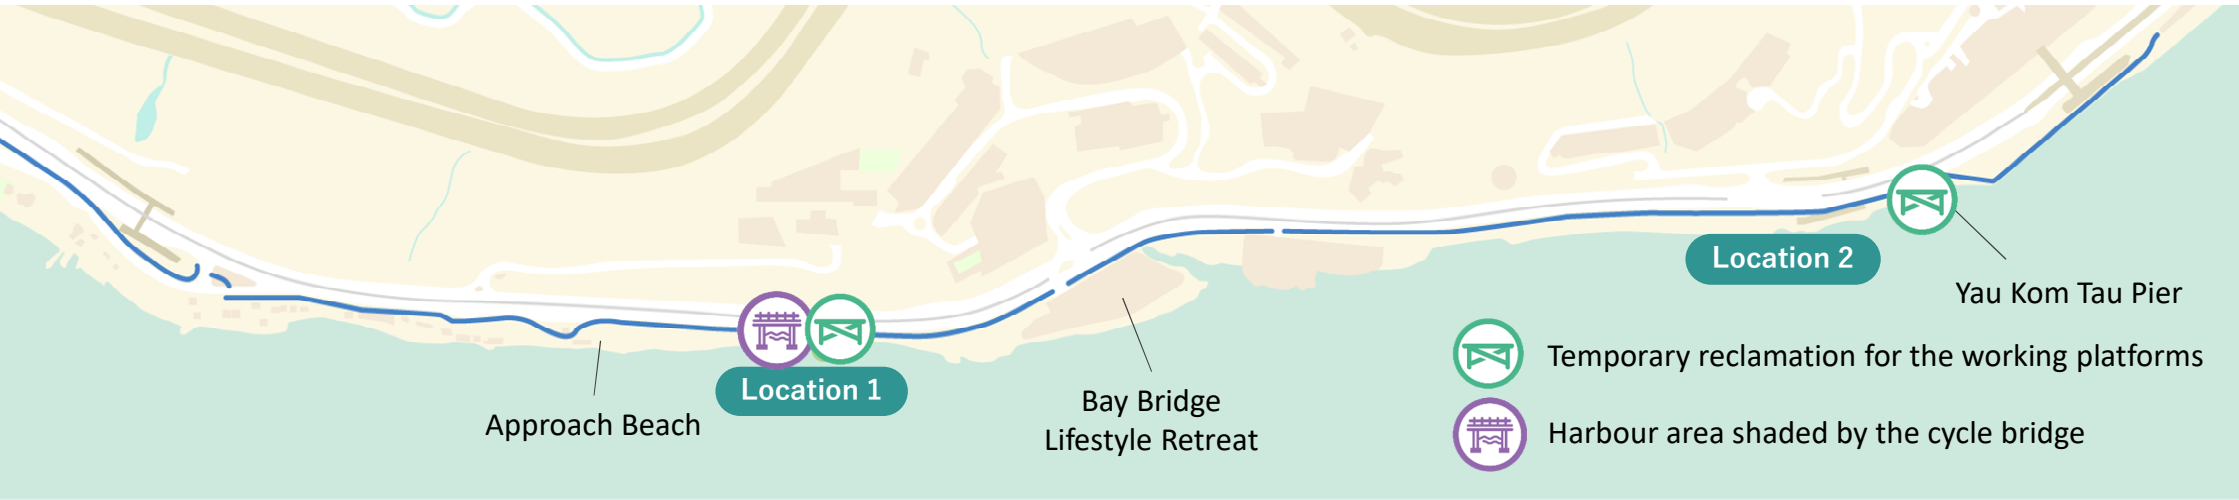 Location 1
Location 2
Approach Beach
Bay Bridge
Lifestyle Retreat
Yau Kom Tau Pier
Temporary reclamation for the working platforms
Harbour area shaded by the cycle bridge